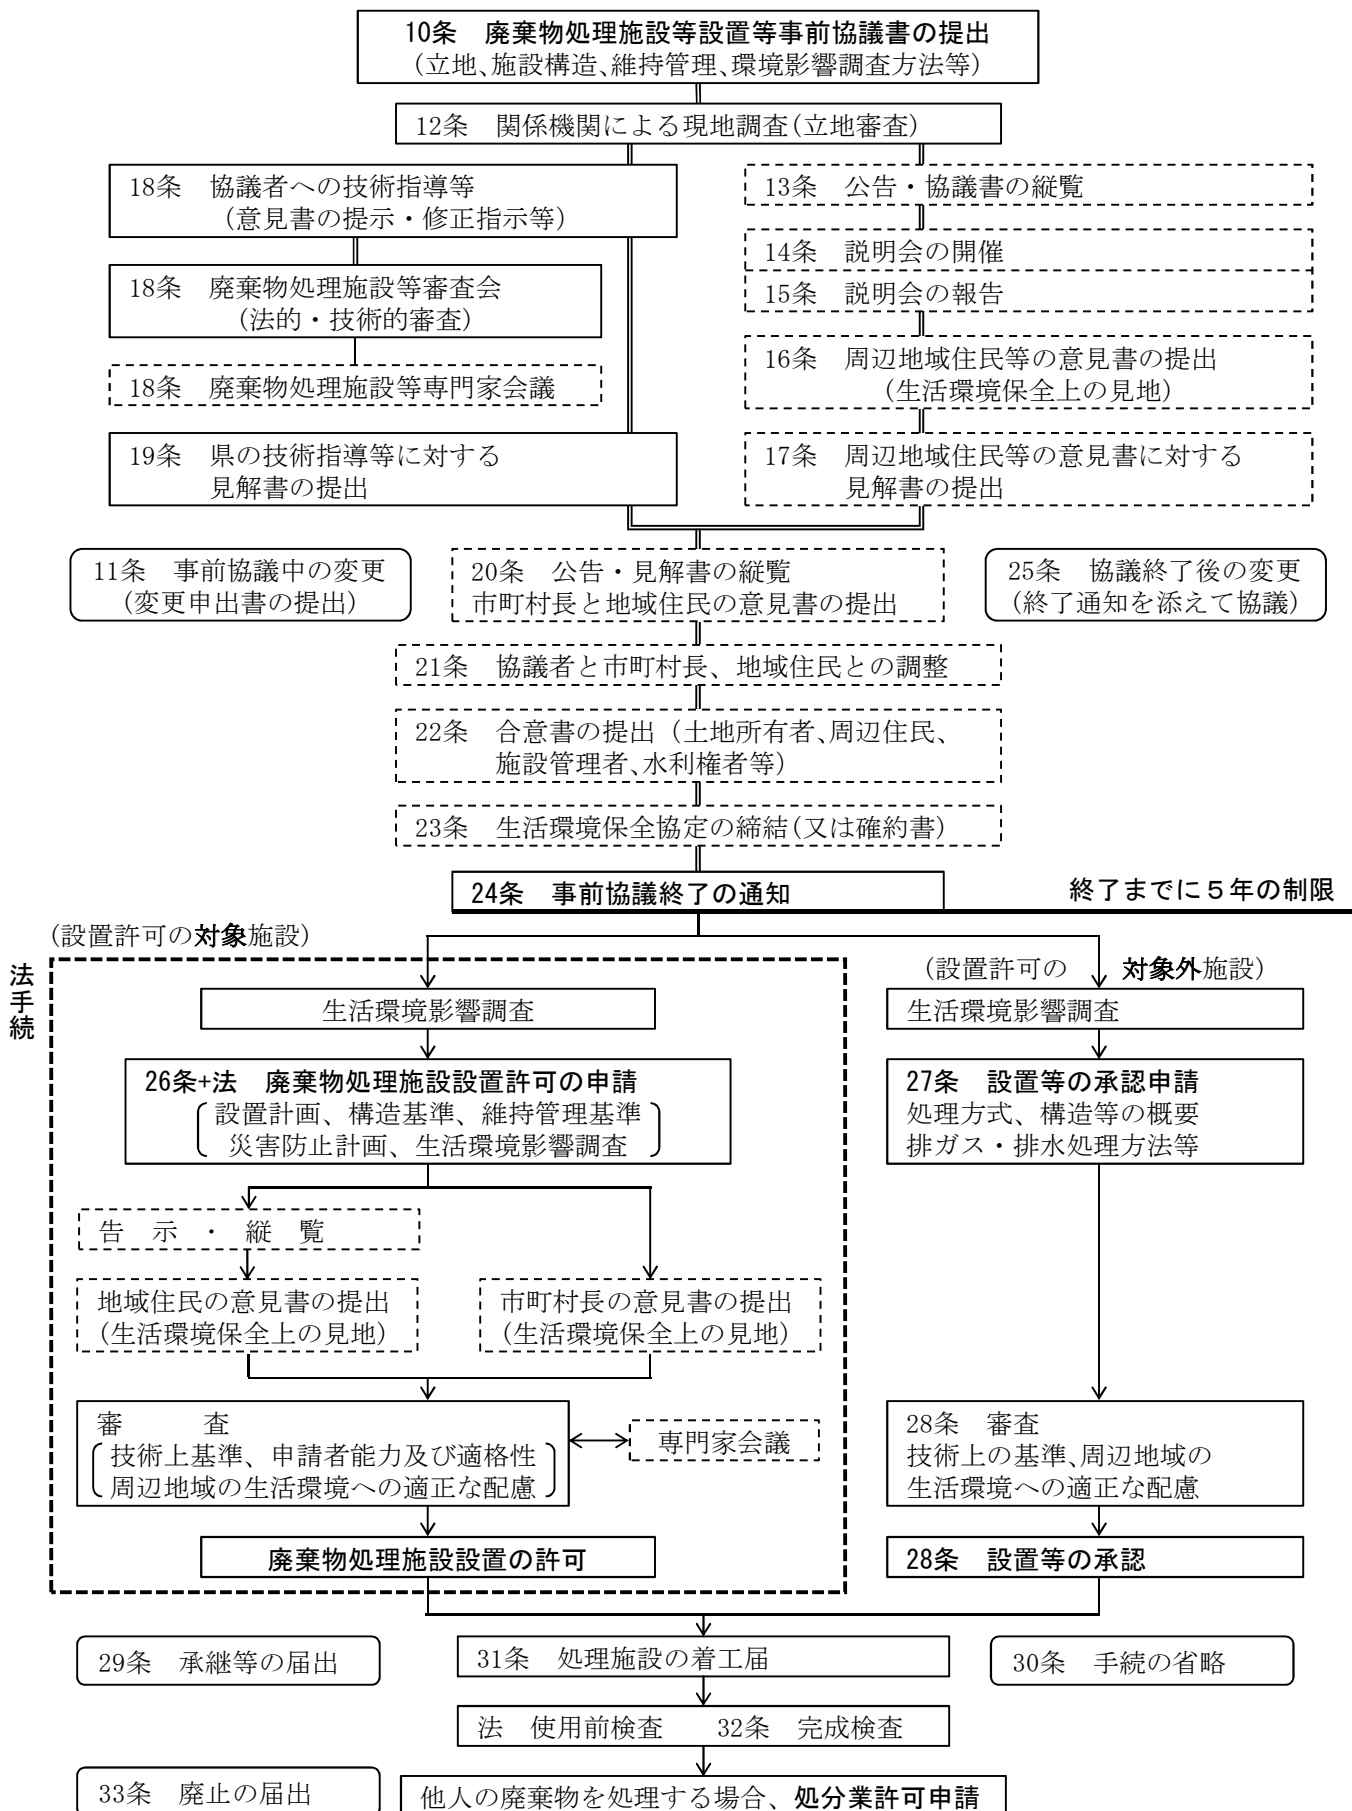 10条　廃棄物処理施設等設置等事前協議書の提出
(立地、施設構造、維持管理、環境影響調査方法等)
12条　関係機関による現地調査(立地審査)
18条　協議者への技術指導等
(意見書の提示・修正指示等)
18条　廃棄物処理施設等審査会
(法的・技術的審査)
18条　廃棄物処理施設等専門家会議
19条　県の技術指導等に対する
見解書の提出
13条　公告・協議書の縦覧
14条　説明会の開催
15条　説明会の報告
16条　周辺地域住民等の意見書の提出
(生活環境保全上の見地)
17条　周辺地域住民等の意見書に対する
見解書の提出
11条　事前協議中の変更
(変更申出書の提出)
20条　公告・見解書の縦覧
市町村長と地域住民の意見書の提出
25条　協議終了後の変更
(終了通知を添えて協議)
21条　協議者と市町村長、地域住民との調整
22条　合意書の提出（土地所有者、周辺住民、
施設管理者、水利権者等）
23条　生活環境保全協定の締結(又は確約書)
24条　事前協議終了の通知
終了までに５年の制限
(設置許可の対象施設)
法手続
生活環境影響調査
26条+法　廃棄物処理施設設置許可の申請
設置計画、構造基準、維持管理基準
災害防止計画、生活環境影響調査
告　示　・　縦　覧
地域住民の意見書の提出
(生活環境保全上の見地)
市町村長の意見書の提出
(生活環境保全上の見地)
審　　　査
技術上基準、申請者能力及び適格性
周辺地域の生活環境への適正な配慮
専門家会議
廃棄物処理施設設置の許可
(設置許可の　対象外施設)
生活環境影響調査
27条　設置等の承認申請
処理方式、構造等の概要
排ガス・排水処理方法等
28条　審査
技術上の基準、周辺地域の
生活環境への適正な配慮
28条　設置等の承認
29条　承継等の届出
31条　処理施設の着工届
30条　手続の省略
法　使用前検査　　32条　完成検査
33条　廃止の届出
他人の廃棄物を処理する場合、処分業許可申請